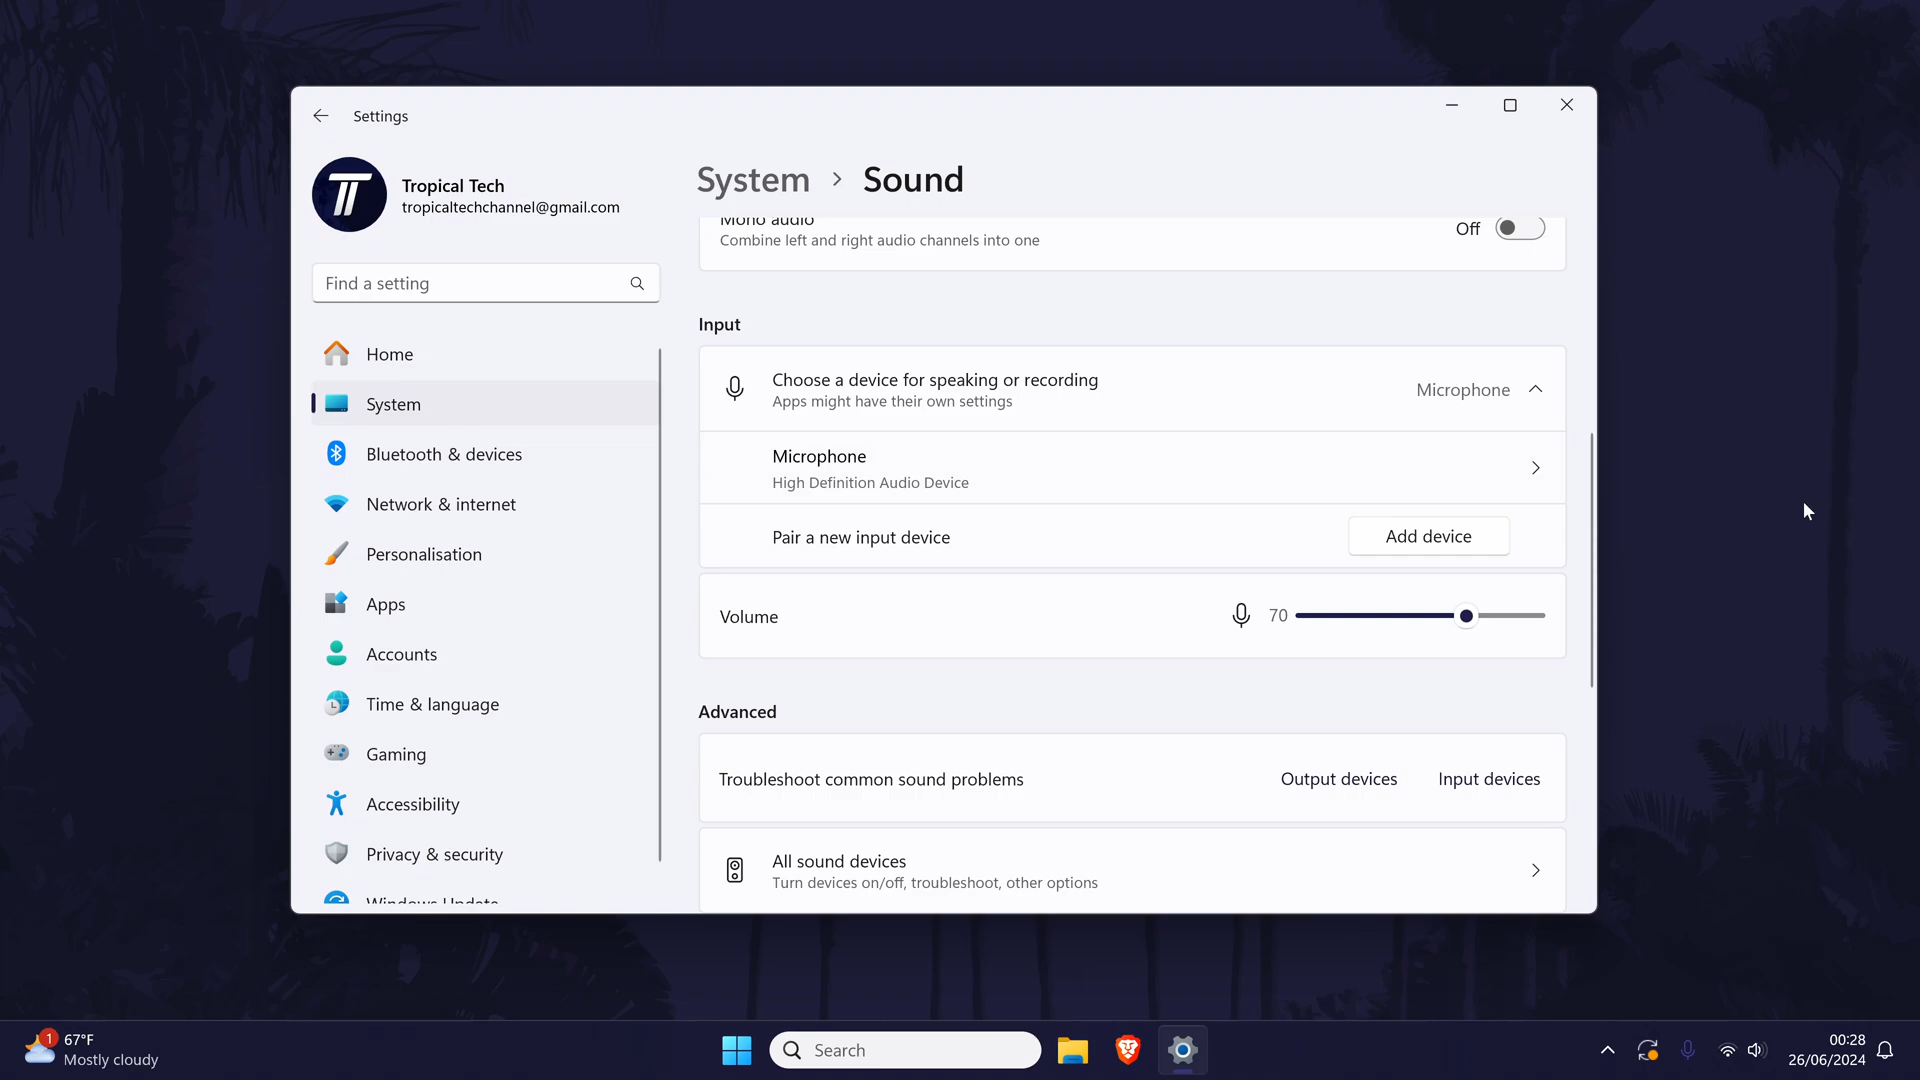 Settings
Tropical Tech
tropicaltechchannel@gmail.com
Find a setting
Home
System
Bluetooth & devices
Network & internet
Personalisation
Apps
Accounts
Time & language
Gaming
Accessibility
Privacy & security
Windows Update
System > Sound
Mono audio
Combine left and right audio channels into one
Off
Input
Choose a device for speaking or recording
Apps might have their own settings
Microphone
Microphone
High Definition Audio Device
Pair a new input device
Add device
Volume
70
Advanced
Troubleshoot common sound problems
Output devices
Input devices
All sound devices
Turn devices on/off, troubleshoot, other options
1
67°F
Mostly cloudy
Search
00:28
26/06/2024